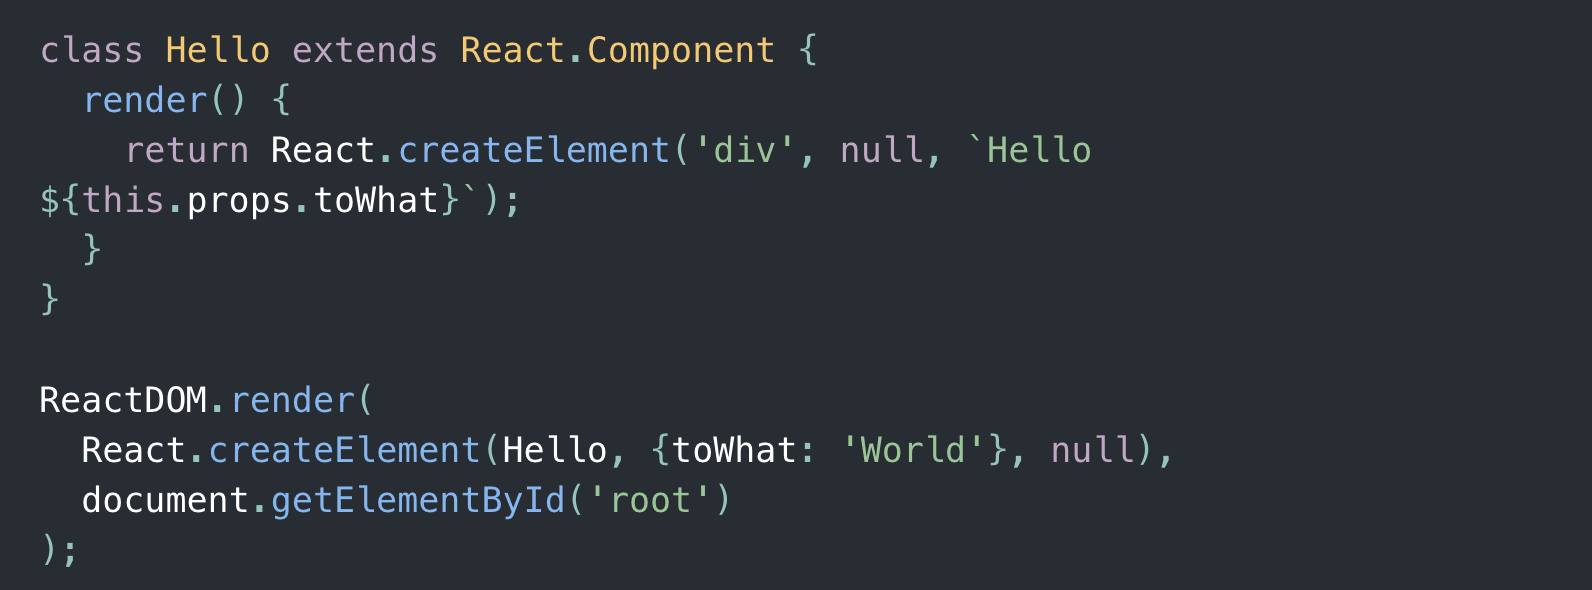 class Hello extends React.Component {
  render() {
    return React.createElement('div', null, `Hello
${this.props.toWhat}`);
  }
}

ReactDOM.render(
  React.createElement(Hello, {toWhat: 'World'}, null),
  document.getElementById('root')
);